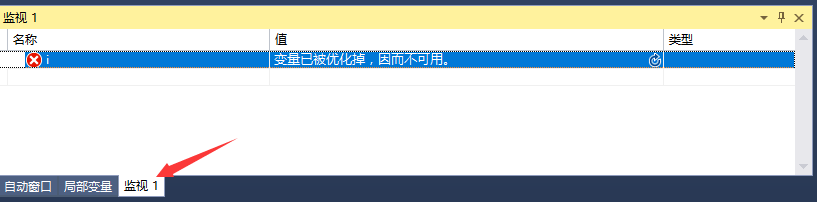 监视 1
名称 值 类型
i 变量已被优化掉，因而不可用。
自动窗口 局部变量 监视 1